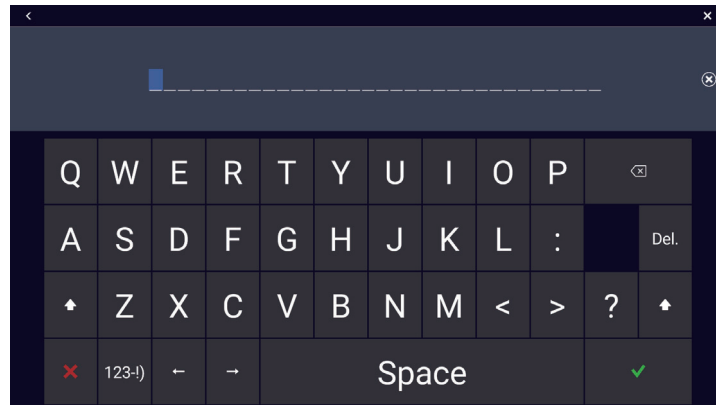 Q W E R T Y U I O P
A S D F G H J K L : Del.
Z X C V B N M < > ?
123-!) ← → Space